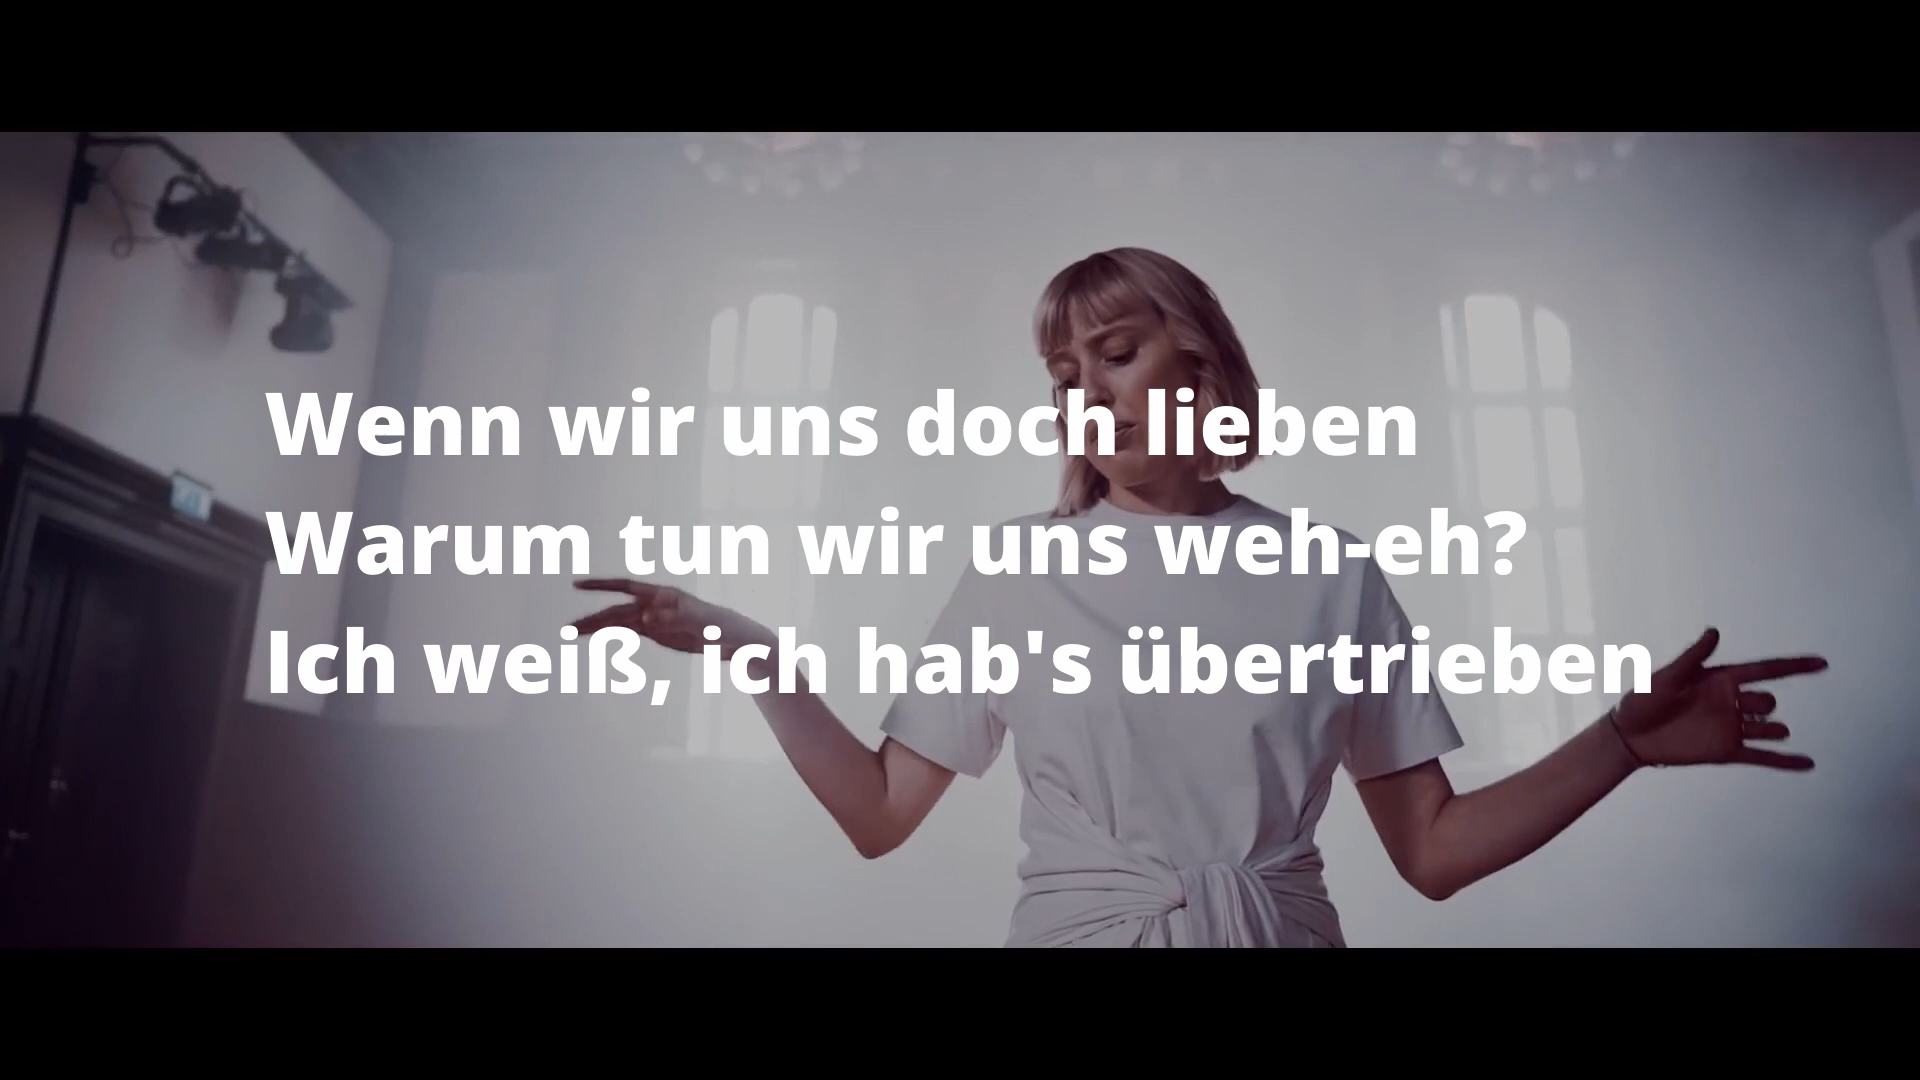 Wenn wir uns doch lieben
Warum tun wir uns weh-eh?
Ich weiß, ich hab's übertrieben